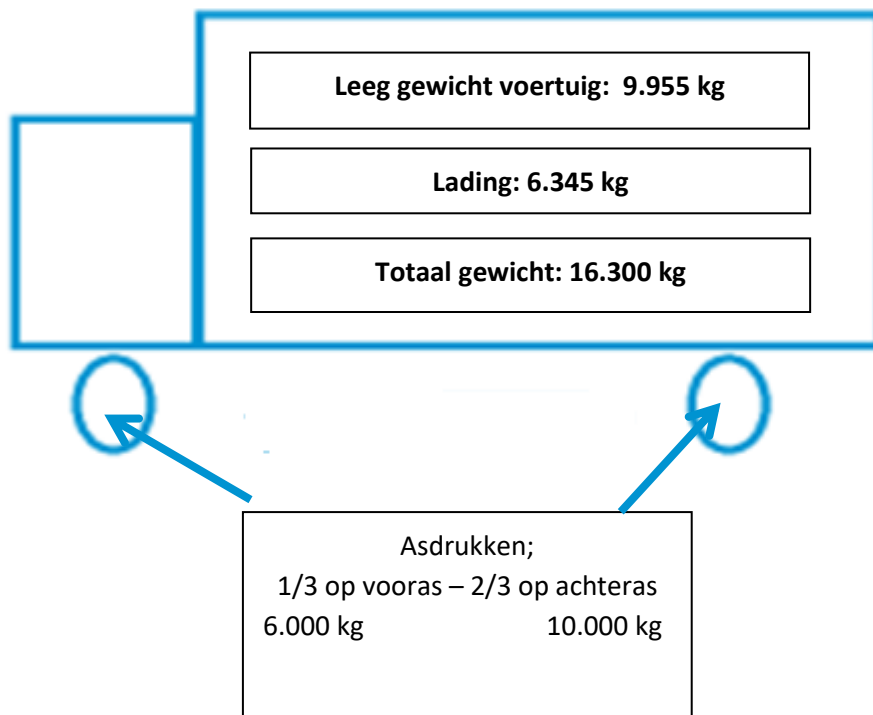 Leeg gewicht voertuig: 9.955 kg
Lading: 6.345 kg
Totaal gewicht: 16.300 kg
Asdrukken;
1/3 op vooras – 2/3 op achteras
6.000 kg 10.000 kg